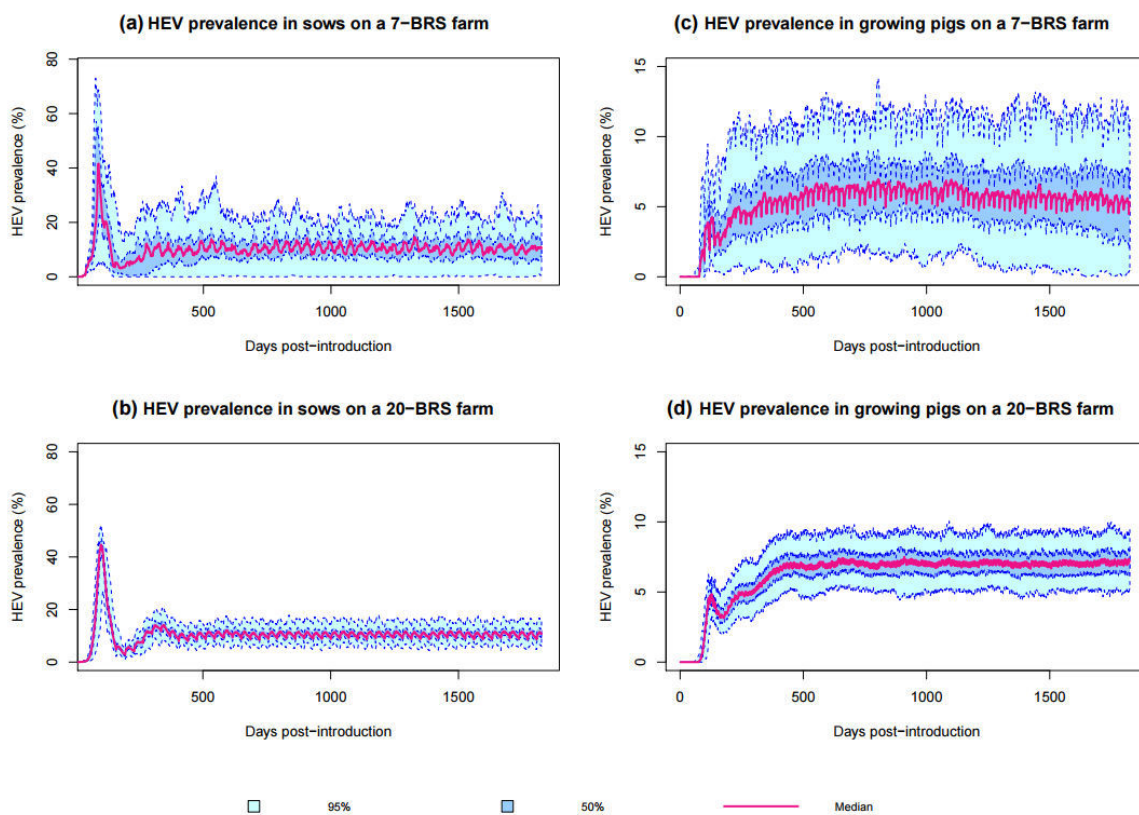 (a) HEV prevalence in sows on a 7−BRS farm
HEV prevalence (%)
0
20
40
60
80
500
1000
1500
Days post−introduction
(c) HEV prevalence in growing pigs on a 7−BRS farm
HEV prevalence (%)
0
5
10
15
0
500
1000
1500
Days post−introduction
(b) HEV prevalence in sows on a 20−BRS farm
HEV prevalence (%)
0
20
40
60
80
500
1000
1500
Days post−introduction
(d) HEV prevalence in growing pigs on a 20−BRS farm
HEV prevalence (%)
0
5
10
15
0
500
1000
1500
Days post−introduction
95%
50%
Median